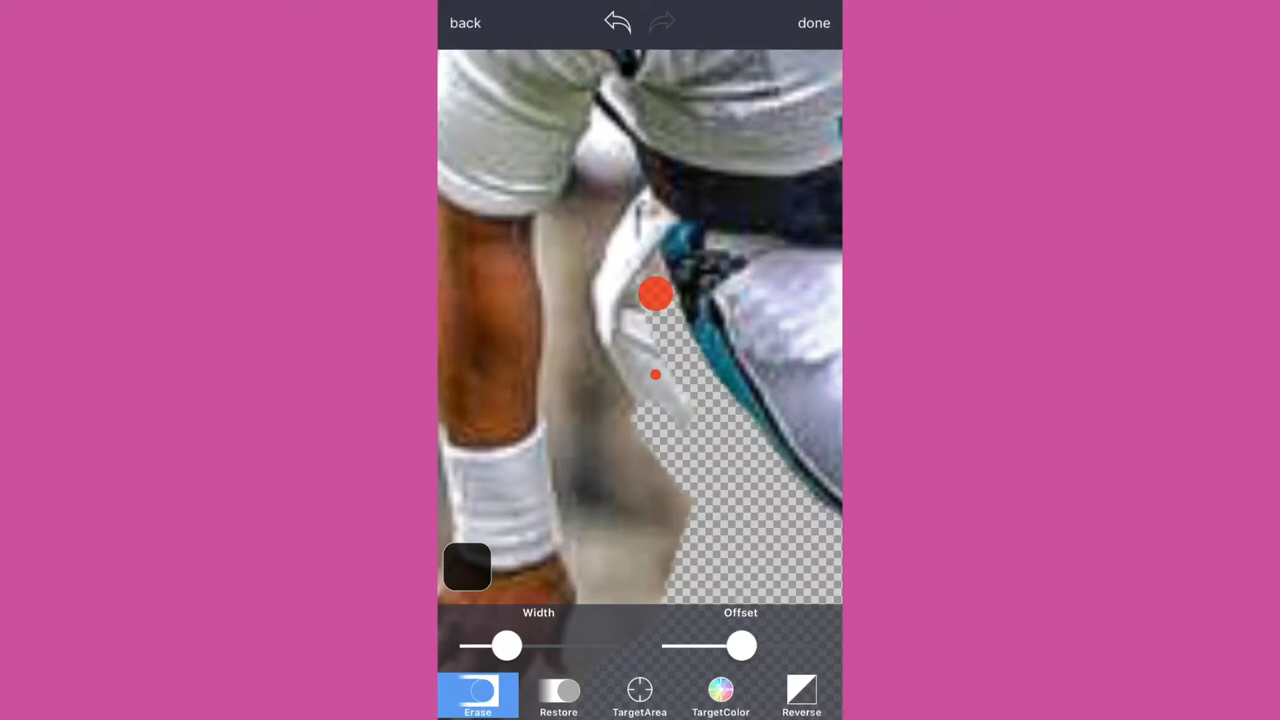 back
done
Width
Offset
Erase
Restore
TargetArea
TargetColor
Reverse